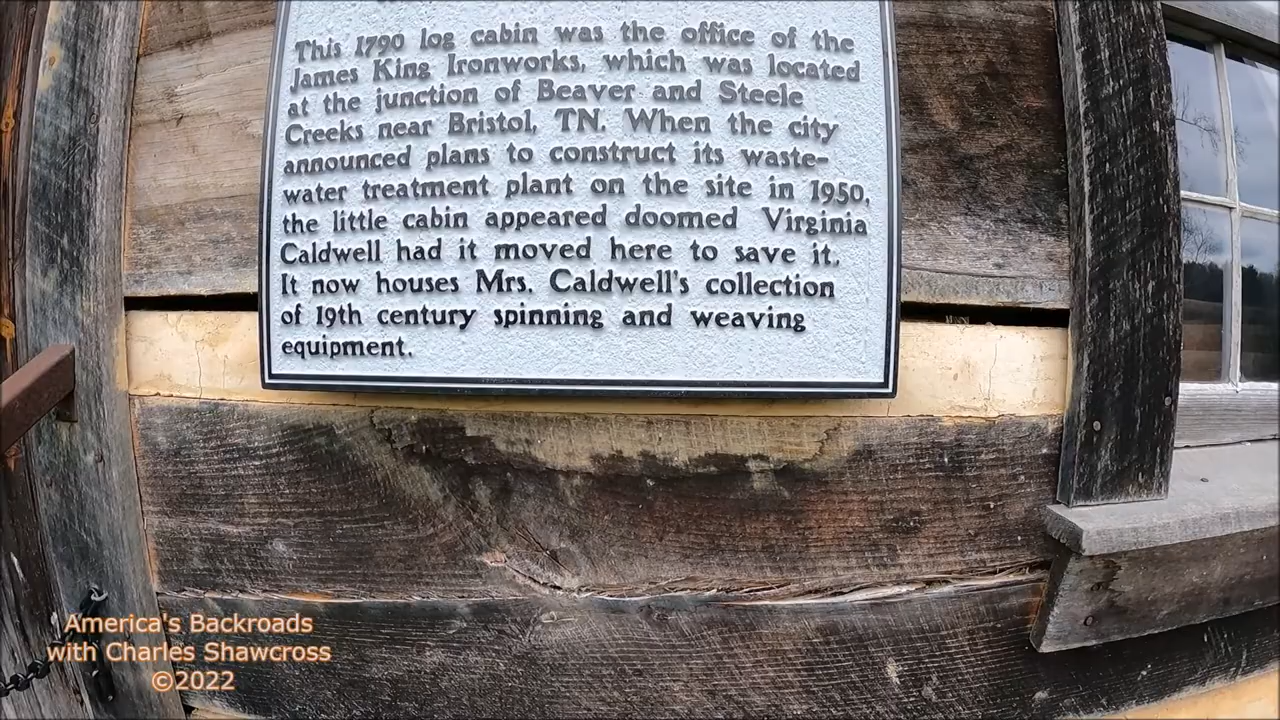 This 1790 log cabin was the office of the
James King Ironworks, which was located
at the junction of Beaver and Steele
Creeks near Bristol, TN. When the city
announced plans to construct its waste-
water treatment plant on the site in 1950,
the little cabin appeared doomed Virginia
Caldwell had it moved here to save it.
It now houses Mrs. Caldwell's collection
of 19th century spinning and weaving
equipment.
America's Backroads
with Charles Shawcross
©2022